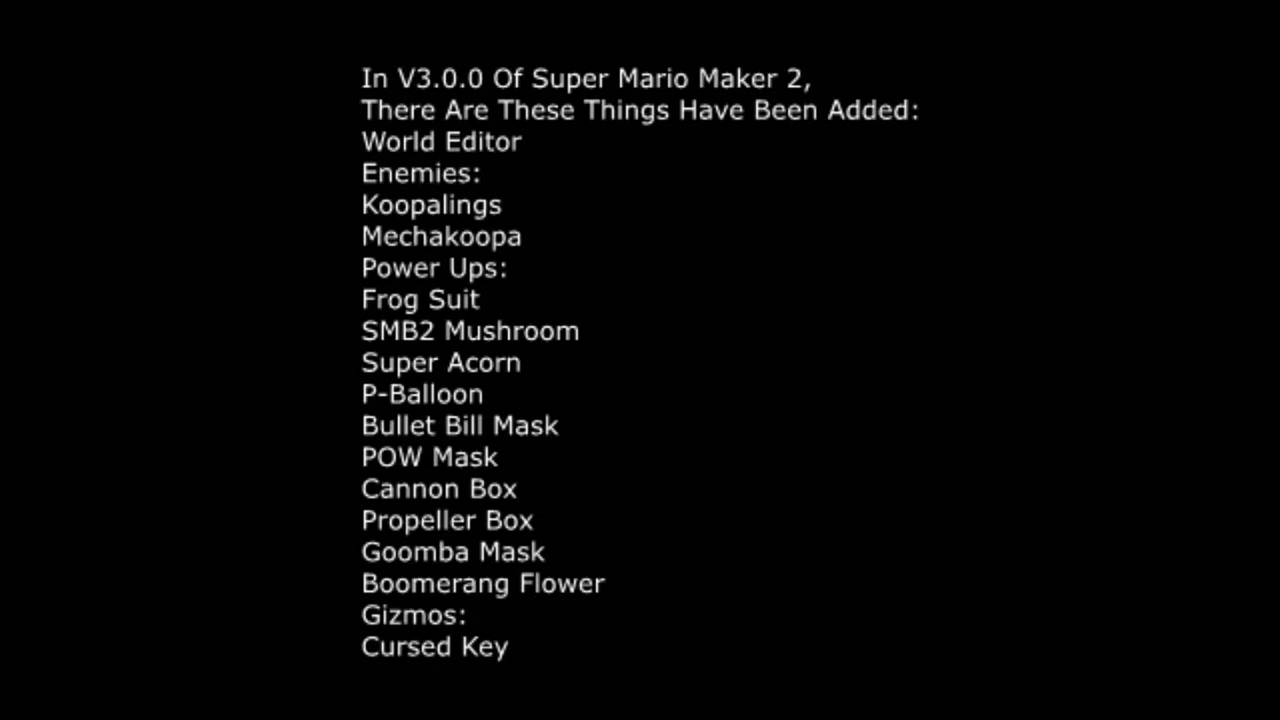 In V3.0.0 Of Super Mario Maker 2,
There Are These Things Have Been Added:
World Editor
Enemies:
Koopalings
Mechakoopa
Power Ups:
Frog Suit
SMB2 Mushroom
Super Acorn
P-Balloon
Bullet Bill Mask
POW Mask
Cannon Box
Propeller Box
Goomba Mask
Boomerang Flower
Gizmos:
Cursed Key